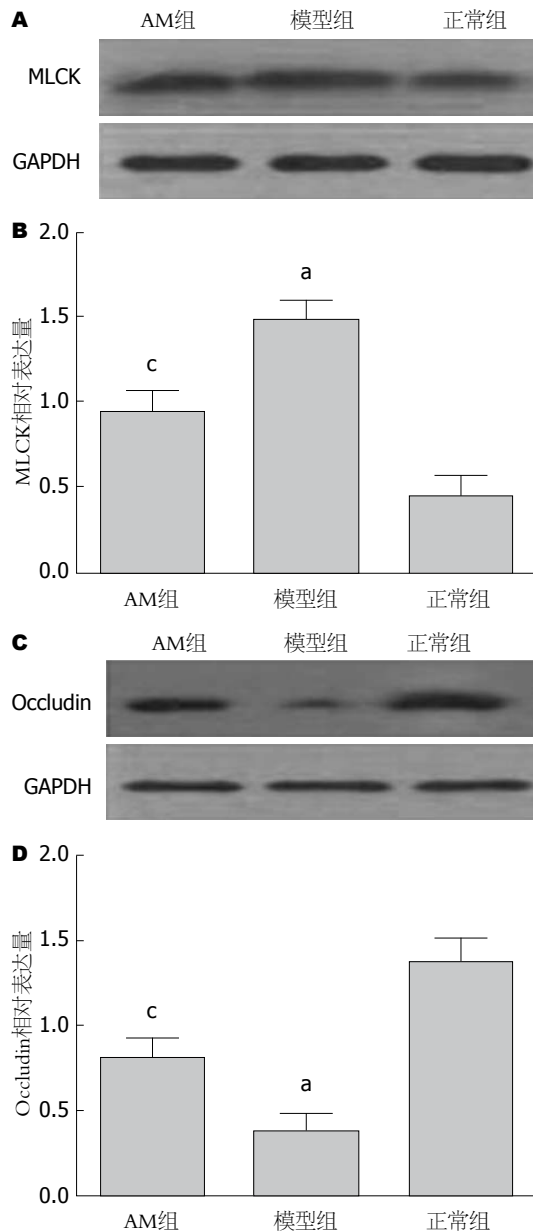 A
AM组 模型组 正常组
MLCK
GAPDH
B
2.0
1.5
1.0
0.5
0.0
MLCK相对表达量
c
a
AM组 模型组 正常组
C
AM组 模型组 正常组
Occludin
GAPDH
D
2.0
1.5
1.0
0.5
0.0
Occludin相对表达量
c
a
AM组 模型组 正常组